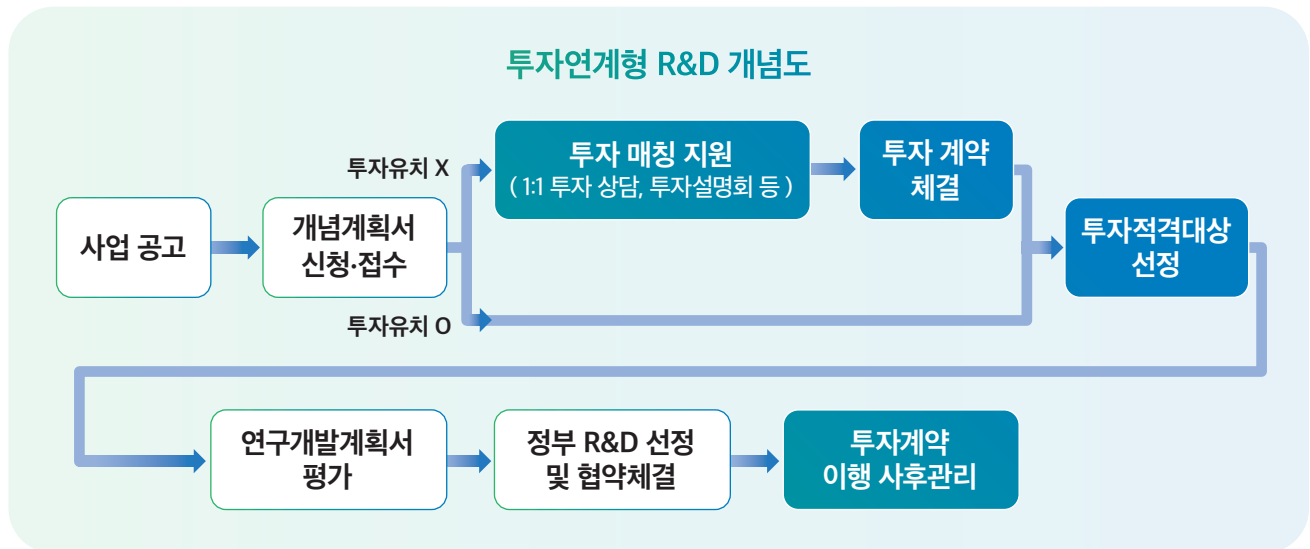 투자연계형 R&D 개념도
사업 공고
개념계획서
신청·접수
투자유치 X
투자 매칭 지원
( 1:1 투자 상담, 투자설명회 등 )
투자 계약
체결
투자유치 O
투자적격대상
선정
연구개발계획서
평가
정부 R&D 선정
및 협약체결
투자계약
이행 사후관리